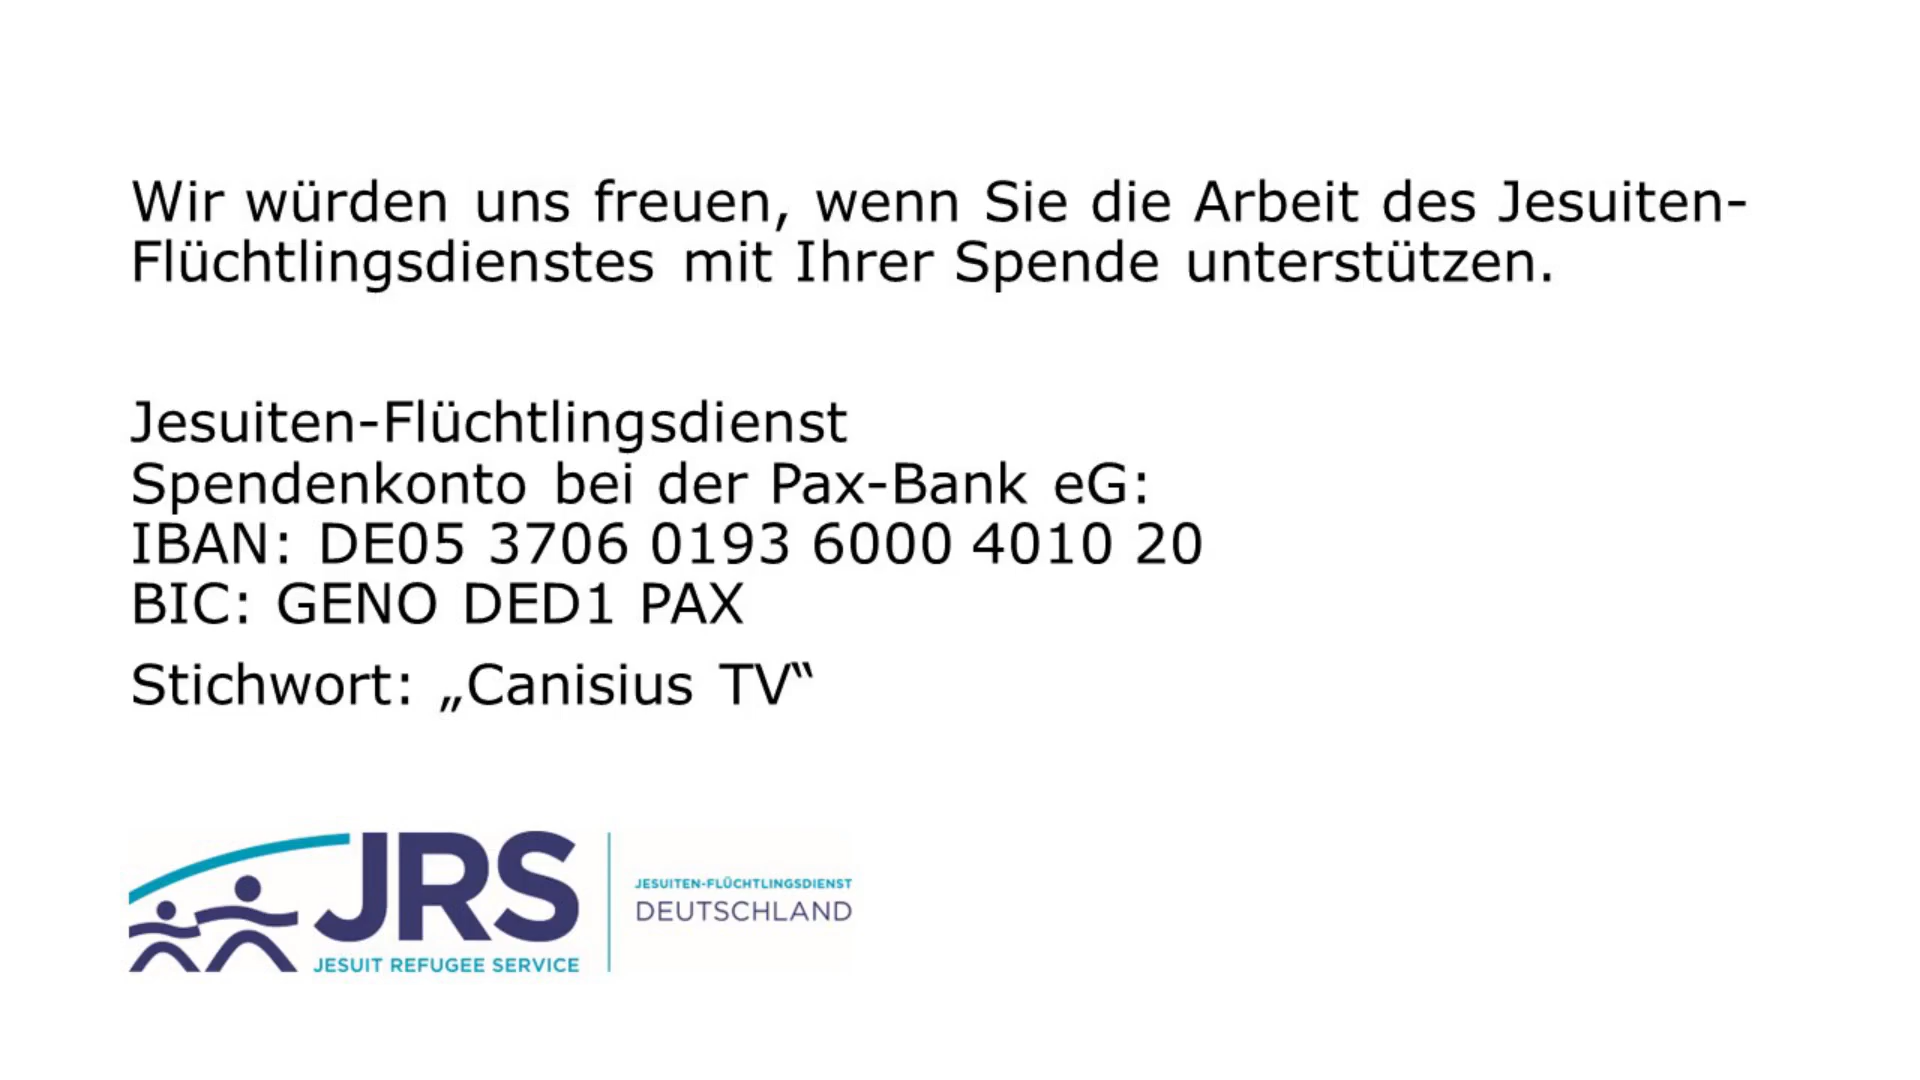 Wir würden uns freuen, wenn Sie die Arbeit des Jesuiten-
Flüchtlingsdienstes mit Ihrer Spende unterstützen.
Jesuiten-Flüchtlingsdienst
Spendenkonto bei der Pax-Bank eG:
IBAN: DE05 3706 0193 6000 4010 20
BIC: GENO DED1 PAX
Stichwort: „Canisius TV“
JRS
JESUIT REFUGEE SERVICE
JESUITEN-FLÜCHTLINGSDIENST
DEUTSCHLAND